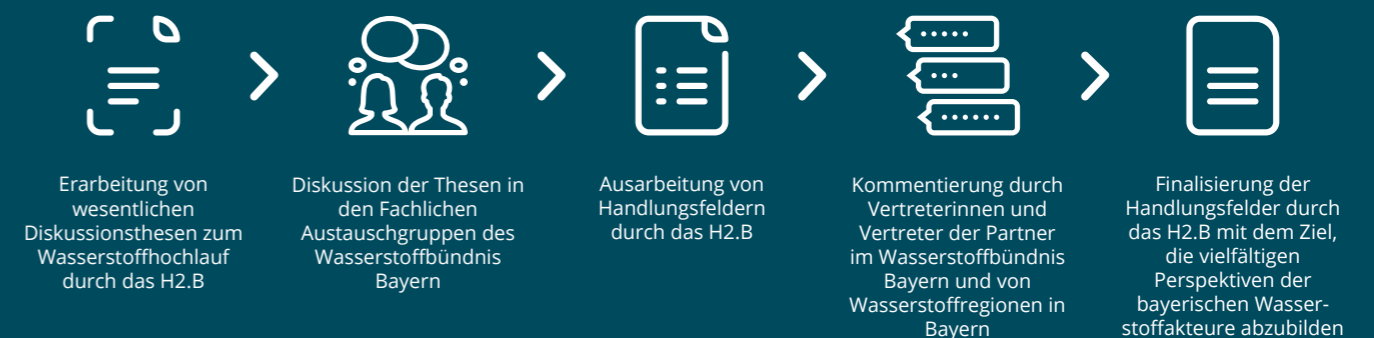 Erarbeitung von
wesentlichen
Diskussionsthesen zum
Wasserstoffhochlauf
durch das H2.B
Diskussion der Thesen in
den Fachlichen
Austauschgruppen des
Wasserstoffbündnis
Bayern
Ausarbeitung von
Handlungsfeldern
durch das H2.B
Kommentierung durch
Vertreterinnen und
Vertreter der Partner
im Wasserstoffbündnis
Bayern und von
Wasserstoffregionen in
Bayern
Finalisierung der
Handlungsfelder durch
das H2.B mit dem Ziel,
die vielfältigen
Perspektiven der
bayerischen Wasser-
stoffakteure abzubilden